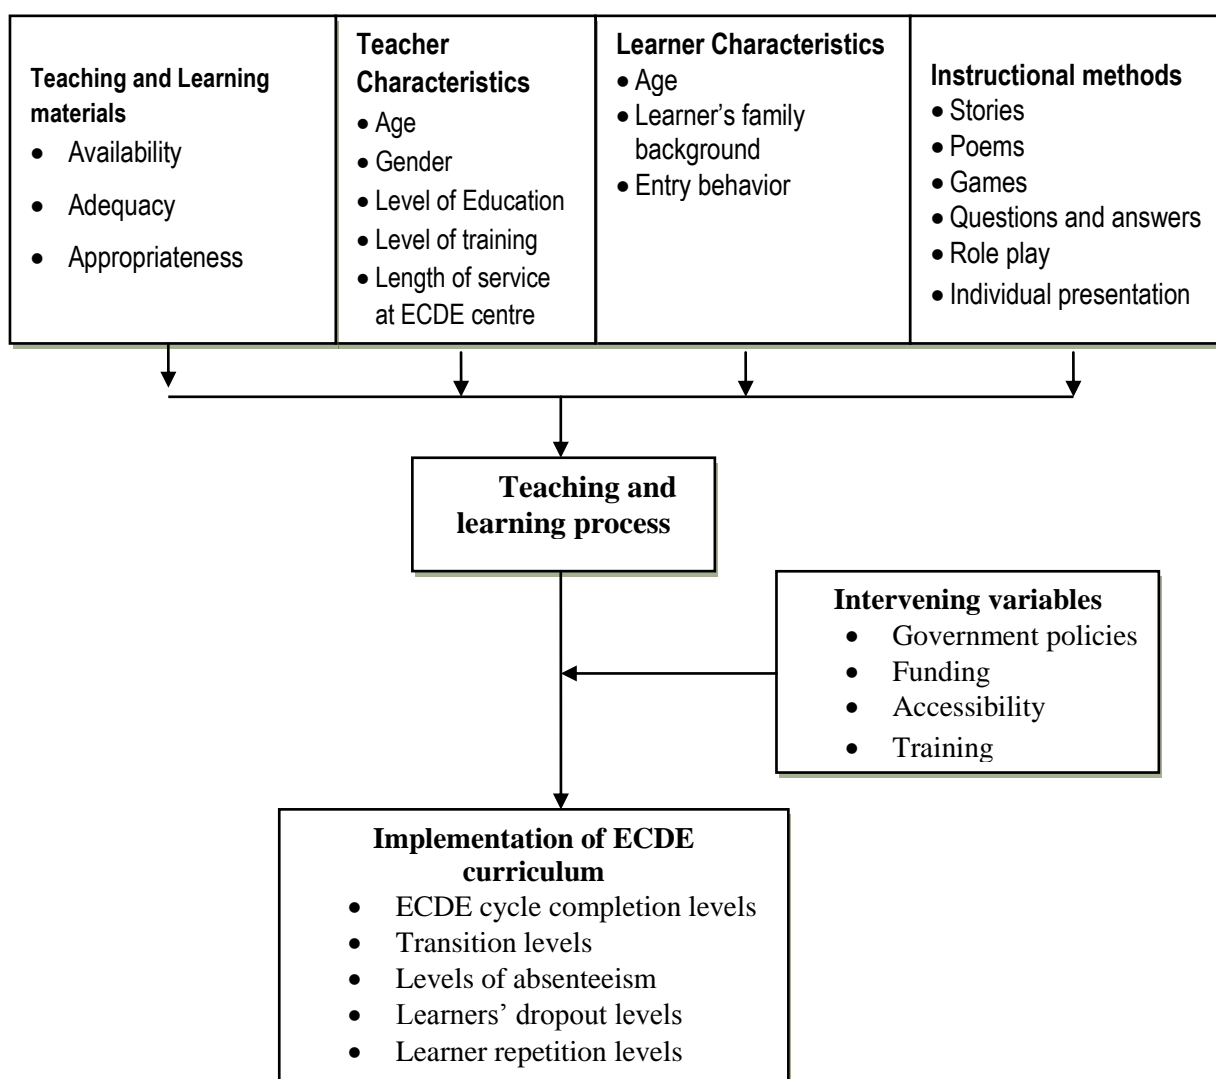 Teaching and Learning
materials
• Availability
• Adequacy
• Appropriateness
Teacher
Characteristics
• Age
• Gender
• Level of Education
• Level of training
• Length of service
at ECDE centre
Learner Characteristics
• Age
• Learner’s family
background
• Entry behavior
Instructional methods
• Stories
• Poems
• Games
• Questions and answers
• Role play
• Individual presentation
Teaching and
learning process
Intervening variables
• Government policies
• Funding
• Accessibility
• Training
Implementation of ECDE
curriculum
• ECDE cycle completion levels
• Transition levels
• Levels of absenteeism
• Learners’ dropout levels
• Learner repetition levels